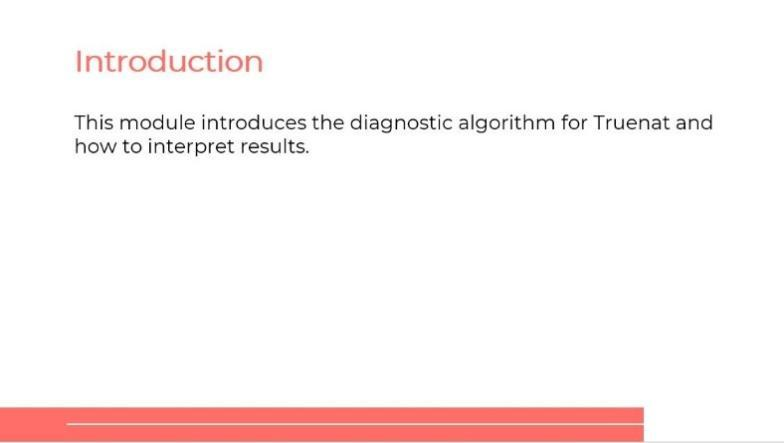 Introduction
This module introduces the diagnostic algorithm for Truenat and
how to interpret results.